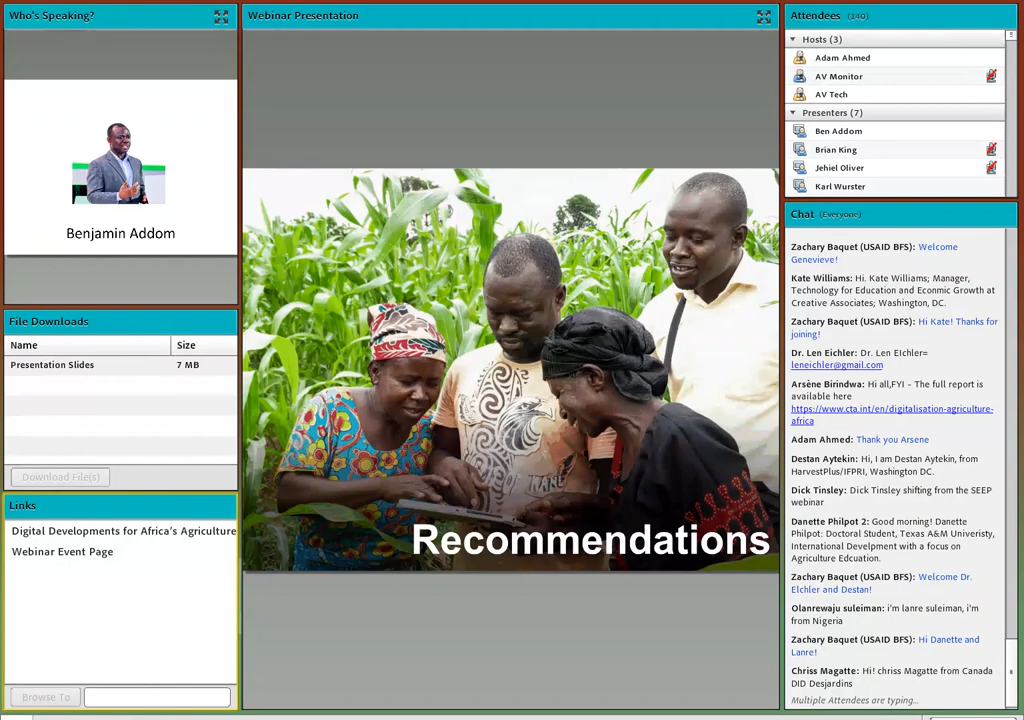 Who's Speaking?
Benjamin Addom
File Downloads
Name Size
Presentation Slides 7 MB
Download File(s)
Links
Digital Developments for Africa's Agriculture
Webinar Event Page
Browse To
Webinar Presentation
Recommendations
Attendees (140)
Hosts (3)
Adam Ahmed
AV Monitor
AV Tech
Presenters (7)
Ben Addom
Brian King
Jehiel Oliver
Karl Wurster
Chat (Everyone)
Zachary Baquet (USAID BFS): Welcome
Genevieve!
Kate Williams: Hi. Kate Williams; Manager,
Technology for Education and Econmic Growth at
Creative Associates; Washington, DC.
Zachary Baquet (USAID BFS): Hi Kate! Thanks for
joining!
Dr. Len Eichler: Dr. Len EIchler=
leneichler@gmail.com
Arsène Birindwa: Hi all,FYI - The full report is
available here
https://www.cta.int/en/digitalisation-agriculture-
africa
Adam Ahmed: Thank you Arsene
Destan Aytekin: Hi, I am Destan Aytekin, from
HarvestPlus/IFPRI, Washington DC.
Dick Tinsley: Dick Tinsley shifting from the SEEP
webinar
Danette Philpot 2: Good morning! Danette
Philpot: Doctoral Student, Texas A&M Univeristy,
International Develpment with a focus on
Agriculture Edcuation.
Zachary Baquet (USAID BFS): Welcome Dr.
EIchler and Destan!
Olanrewaju suleiman: i'm lanre suleiman, i'm
from Nigeria
Zachary Baquet (USAID BFS): Hi Danette and
Lanre!
Chriss Magatte: Hi! chriss Magatte from Canada
DID Desjardins
Multiple Attendees are typing...